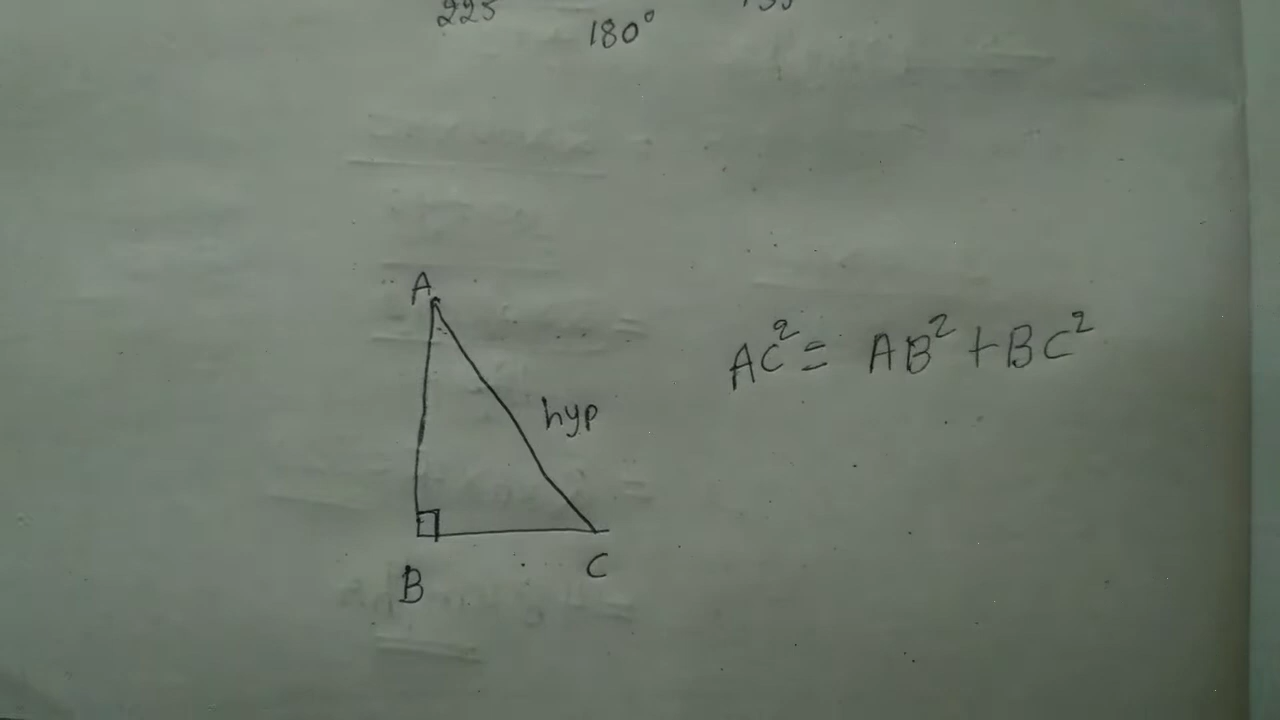 225
180°
A
hyp
B
C
AC² = AB² + BC²